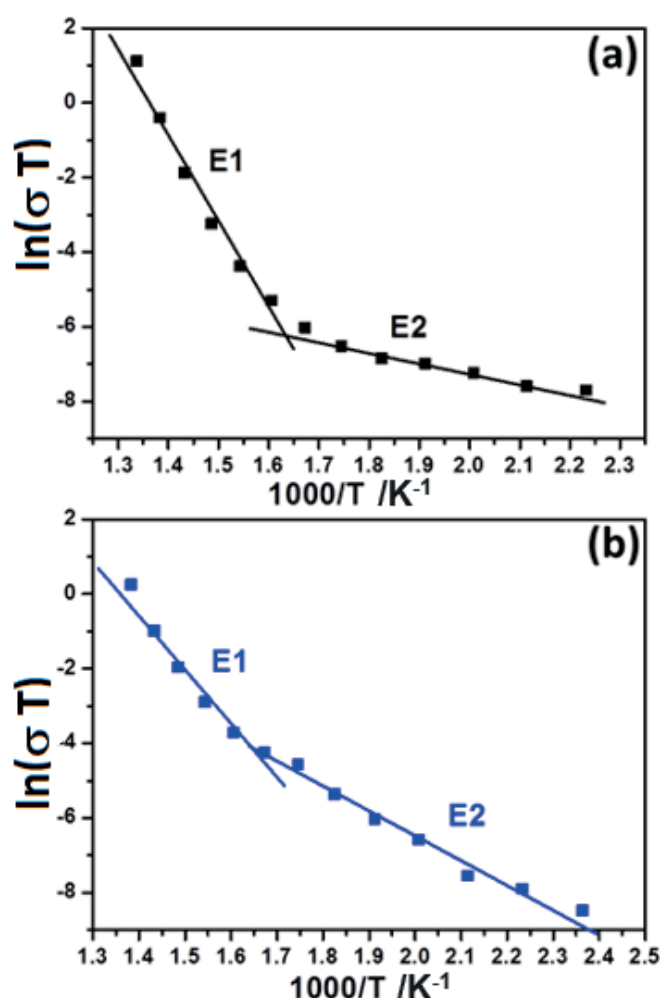 (a)
2
0
-2
-4
-6
-8
ln(σ T)
E1
E2
1.3 1.4 1.5 1.6 1.7 1.8 1.9 2.0 2.1 2.2 2.3
1000/T /K⁻¹
(b)
2
0
-2
-4
-6
-8
ln(σ T)
E1
E2
1.3 1.4 1.5 1.6 1.7 1.8 1.9 2.0 2.1 2.2 2.3 2.4 2.5
1000/T /K⁻¹